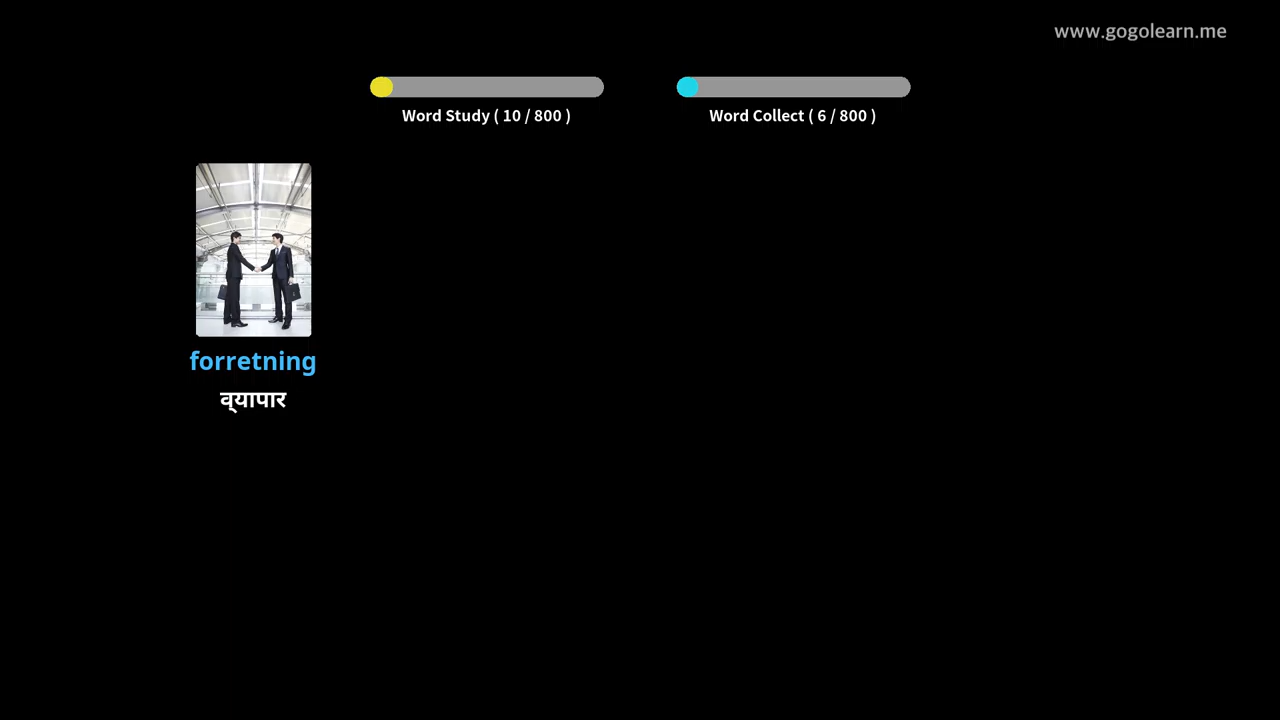 www.gogolearn.me
Word Study ( 10 / 800 )
Word Collect ( 6 / 800 )
forretning
व्यापार